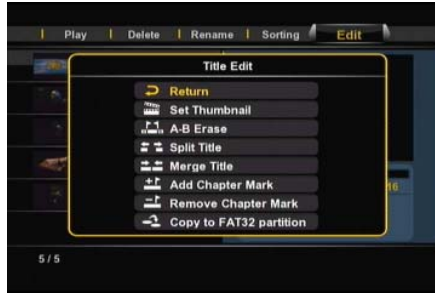 Play Delete Rename Sorting Edit
Title Edit
Return
Set Thumbnail
A-B Erase
Split Title
Merge Title
Add Chapter Mark
Remove Chapter Mark
Copy to FAT32 partition
16
5 / 5